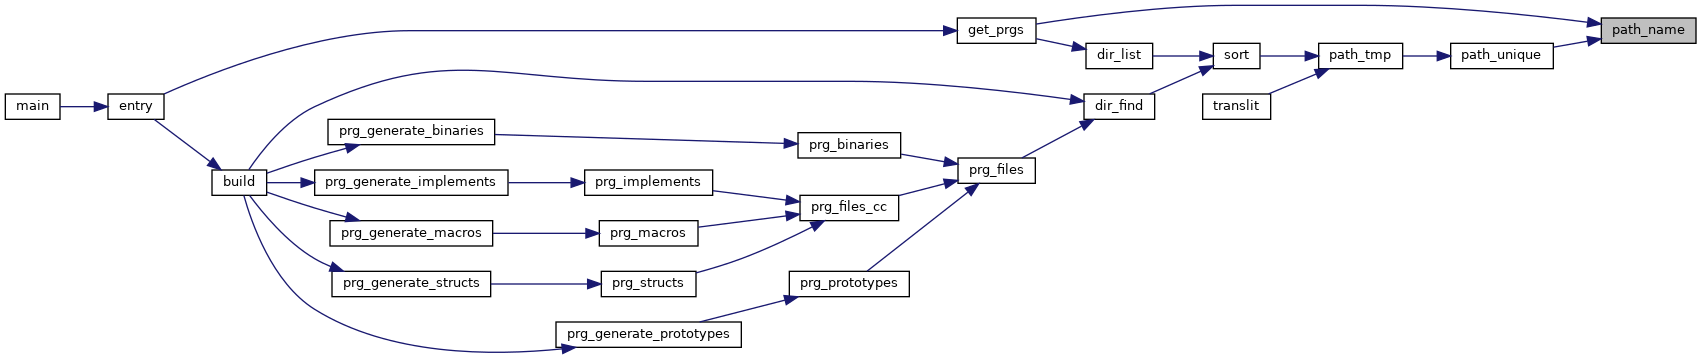 main
entry
build
get_prgs
prg_generate_binaries
prg_generate_implements
prg_generate_macros
prg_generate_structs
prg_generate_prototypes
prg_binaries
prg_implements
prg_macros
prg_structs
prg_files_cc
prg_prototypes
prg_files
dir_list
dir_find
sort
translit
path_tmp
path_unique
path_name